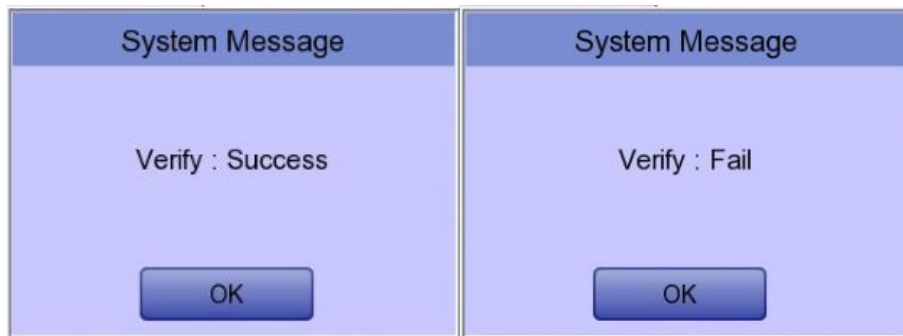 System Message
Verify : Success
OK
System Message
Verify : Fail
OK